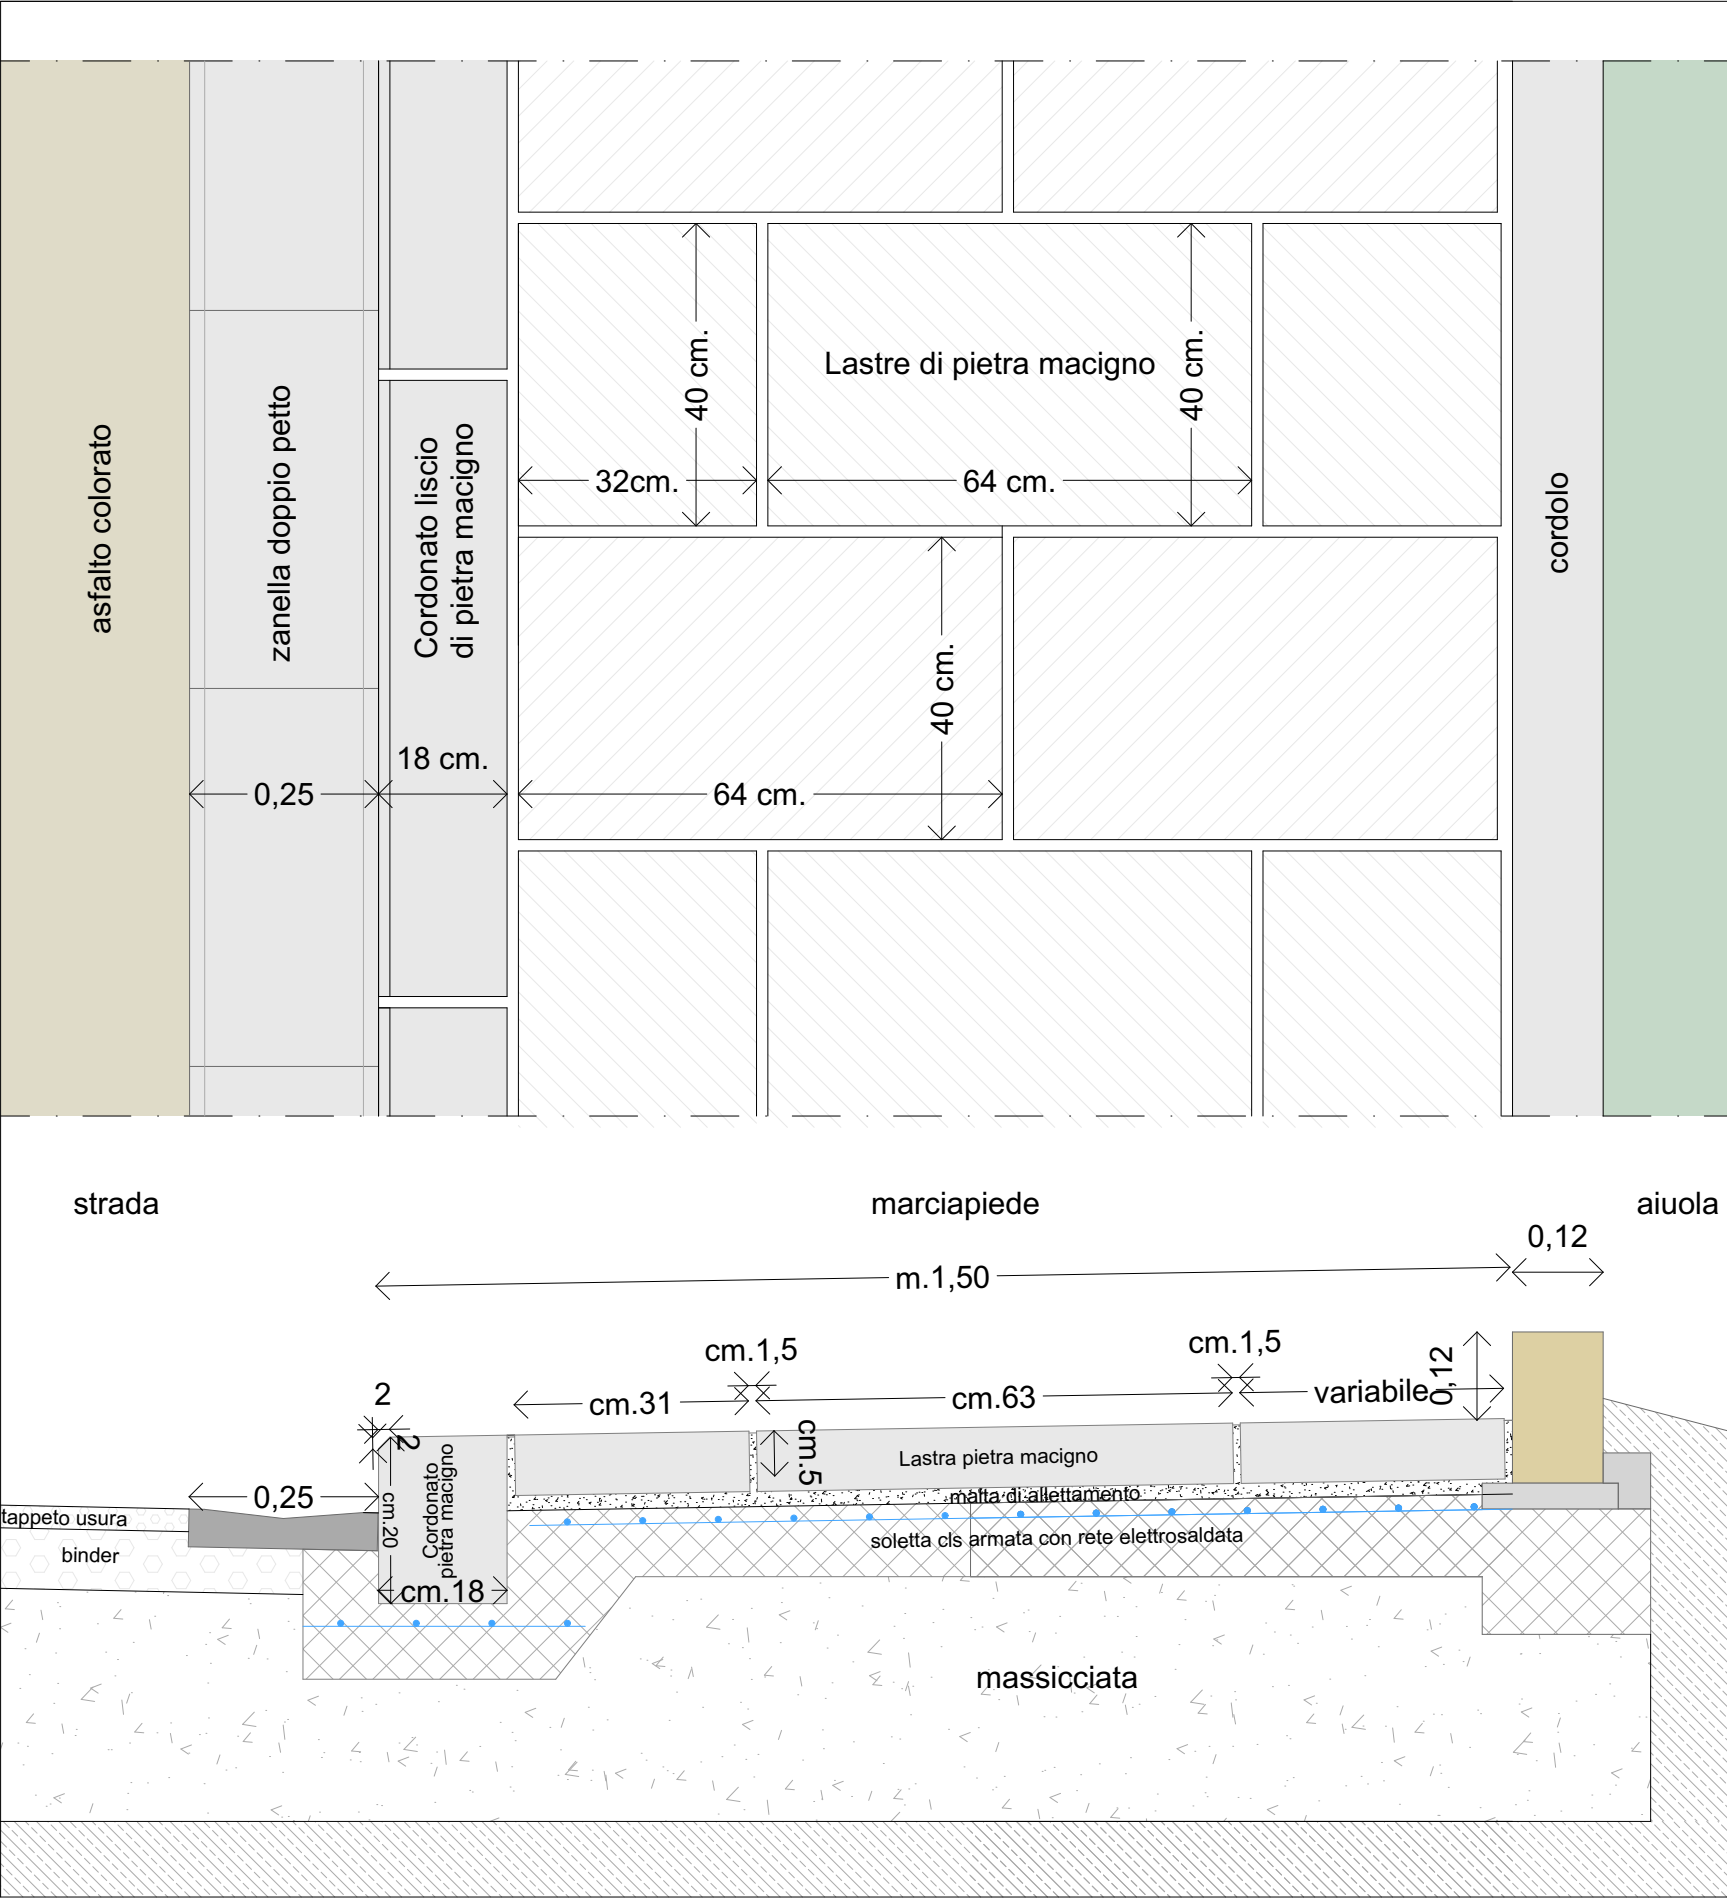 asfalto colorato
zanella doppio petto
Cordonato liscio
di pietra macigno
40 cm.
Lastre di pietra macigno
40 cm.
32cm.
64 cm.
cordolo
40 cm.
18 cm.
0,25
64 cm.
strada
marciapiede
aiuola
0,12
m.1,50
cm.1,5
cm.1,5
2
cm.31
cm.63
variabile
0,12
2
cm.5
Cordonato
pietra macigno
Lastra pietra macigno
0,25
cm.20
malta di allettamento
tappeto usura
soletta cls armata con rete elettrosaldata
binder
cm.18
massicciata